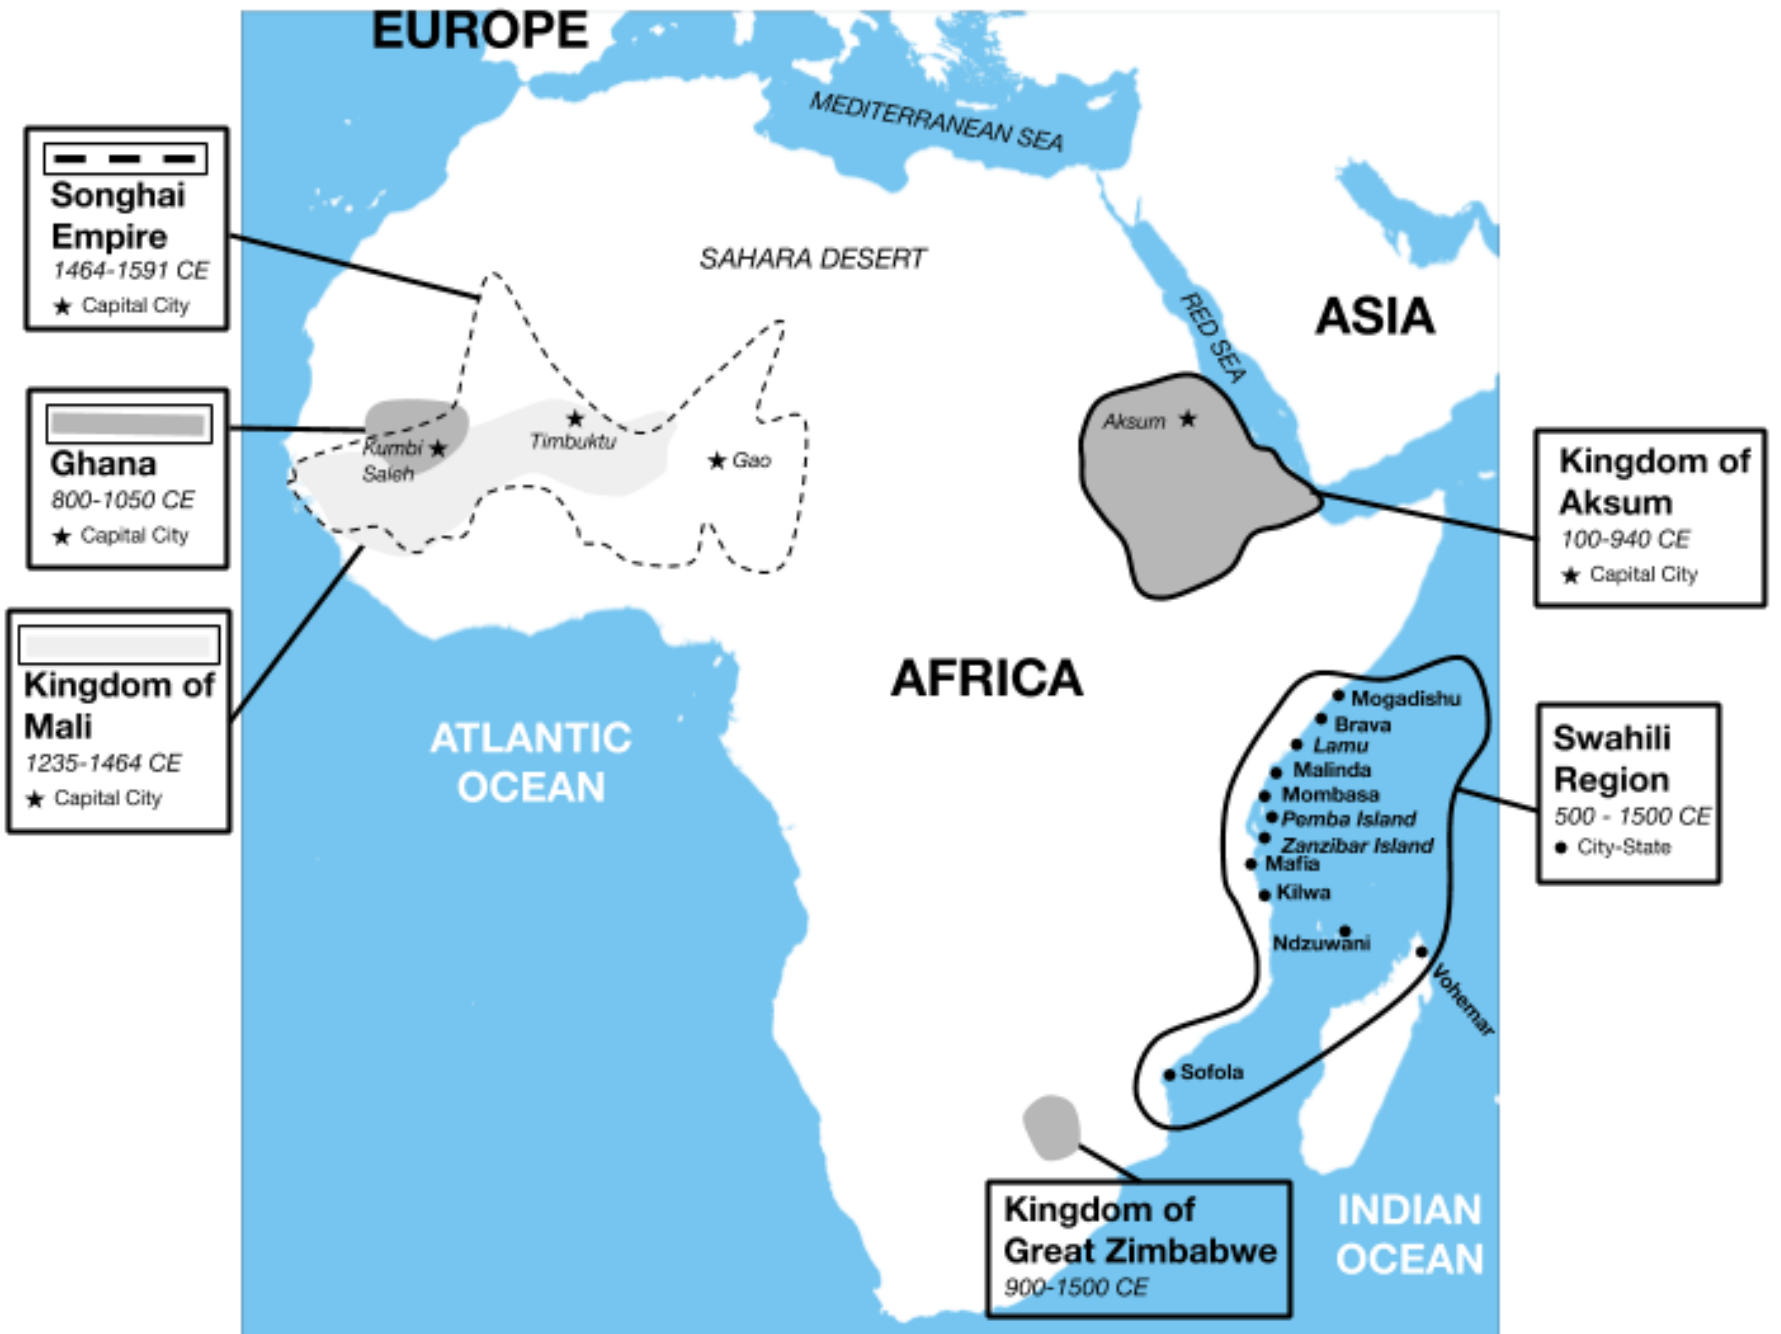 EUROPE
MEDITERRANEAN SEA
SAHARA DESERT
RED SEA
ASIA
AFRICA
ATLANTIC
OCEAN
INDIAN
OCEAN
Songhai
Empire
1464-1591 CE
★ Capital City
Ghana
800-1050 CE
★ Capital City
Kingdom of
Mali
1235-1464 CE
★ Capital City
Kumbi
Saleh
Timbuktu
Gao
Aksum
Kingdom of
Aksum
100-940 CE
★ Capital City
Mogadishu
Brava
Lamu
Malinda
Mombasa
Pemba Island
Zanzibar Island
Mafia
Kilwa
Ndzuwani
Vohemar
Sofola
Swahili
Region
500 - 1500 CE
● City-State
Kingdom of
Great Zimbabwe
900-1500 CE